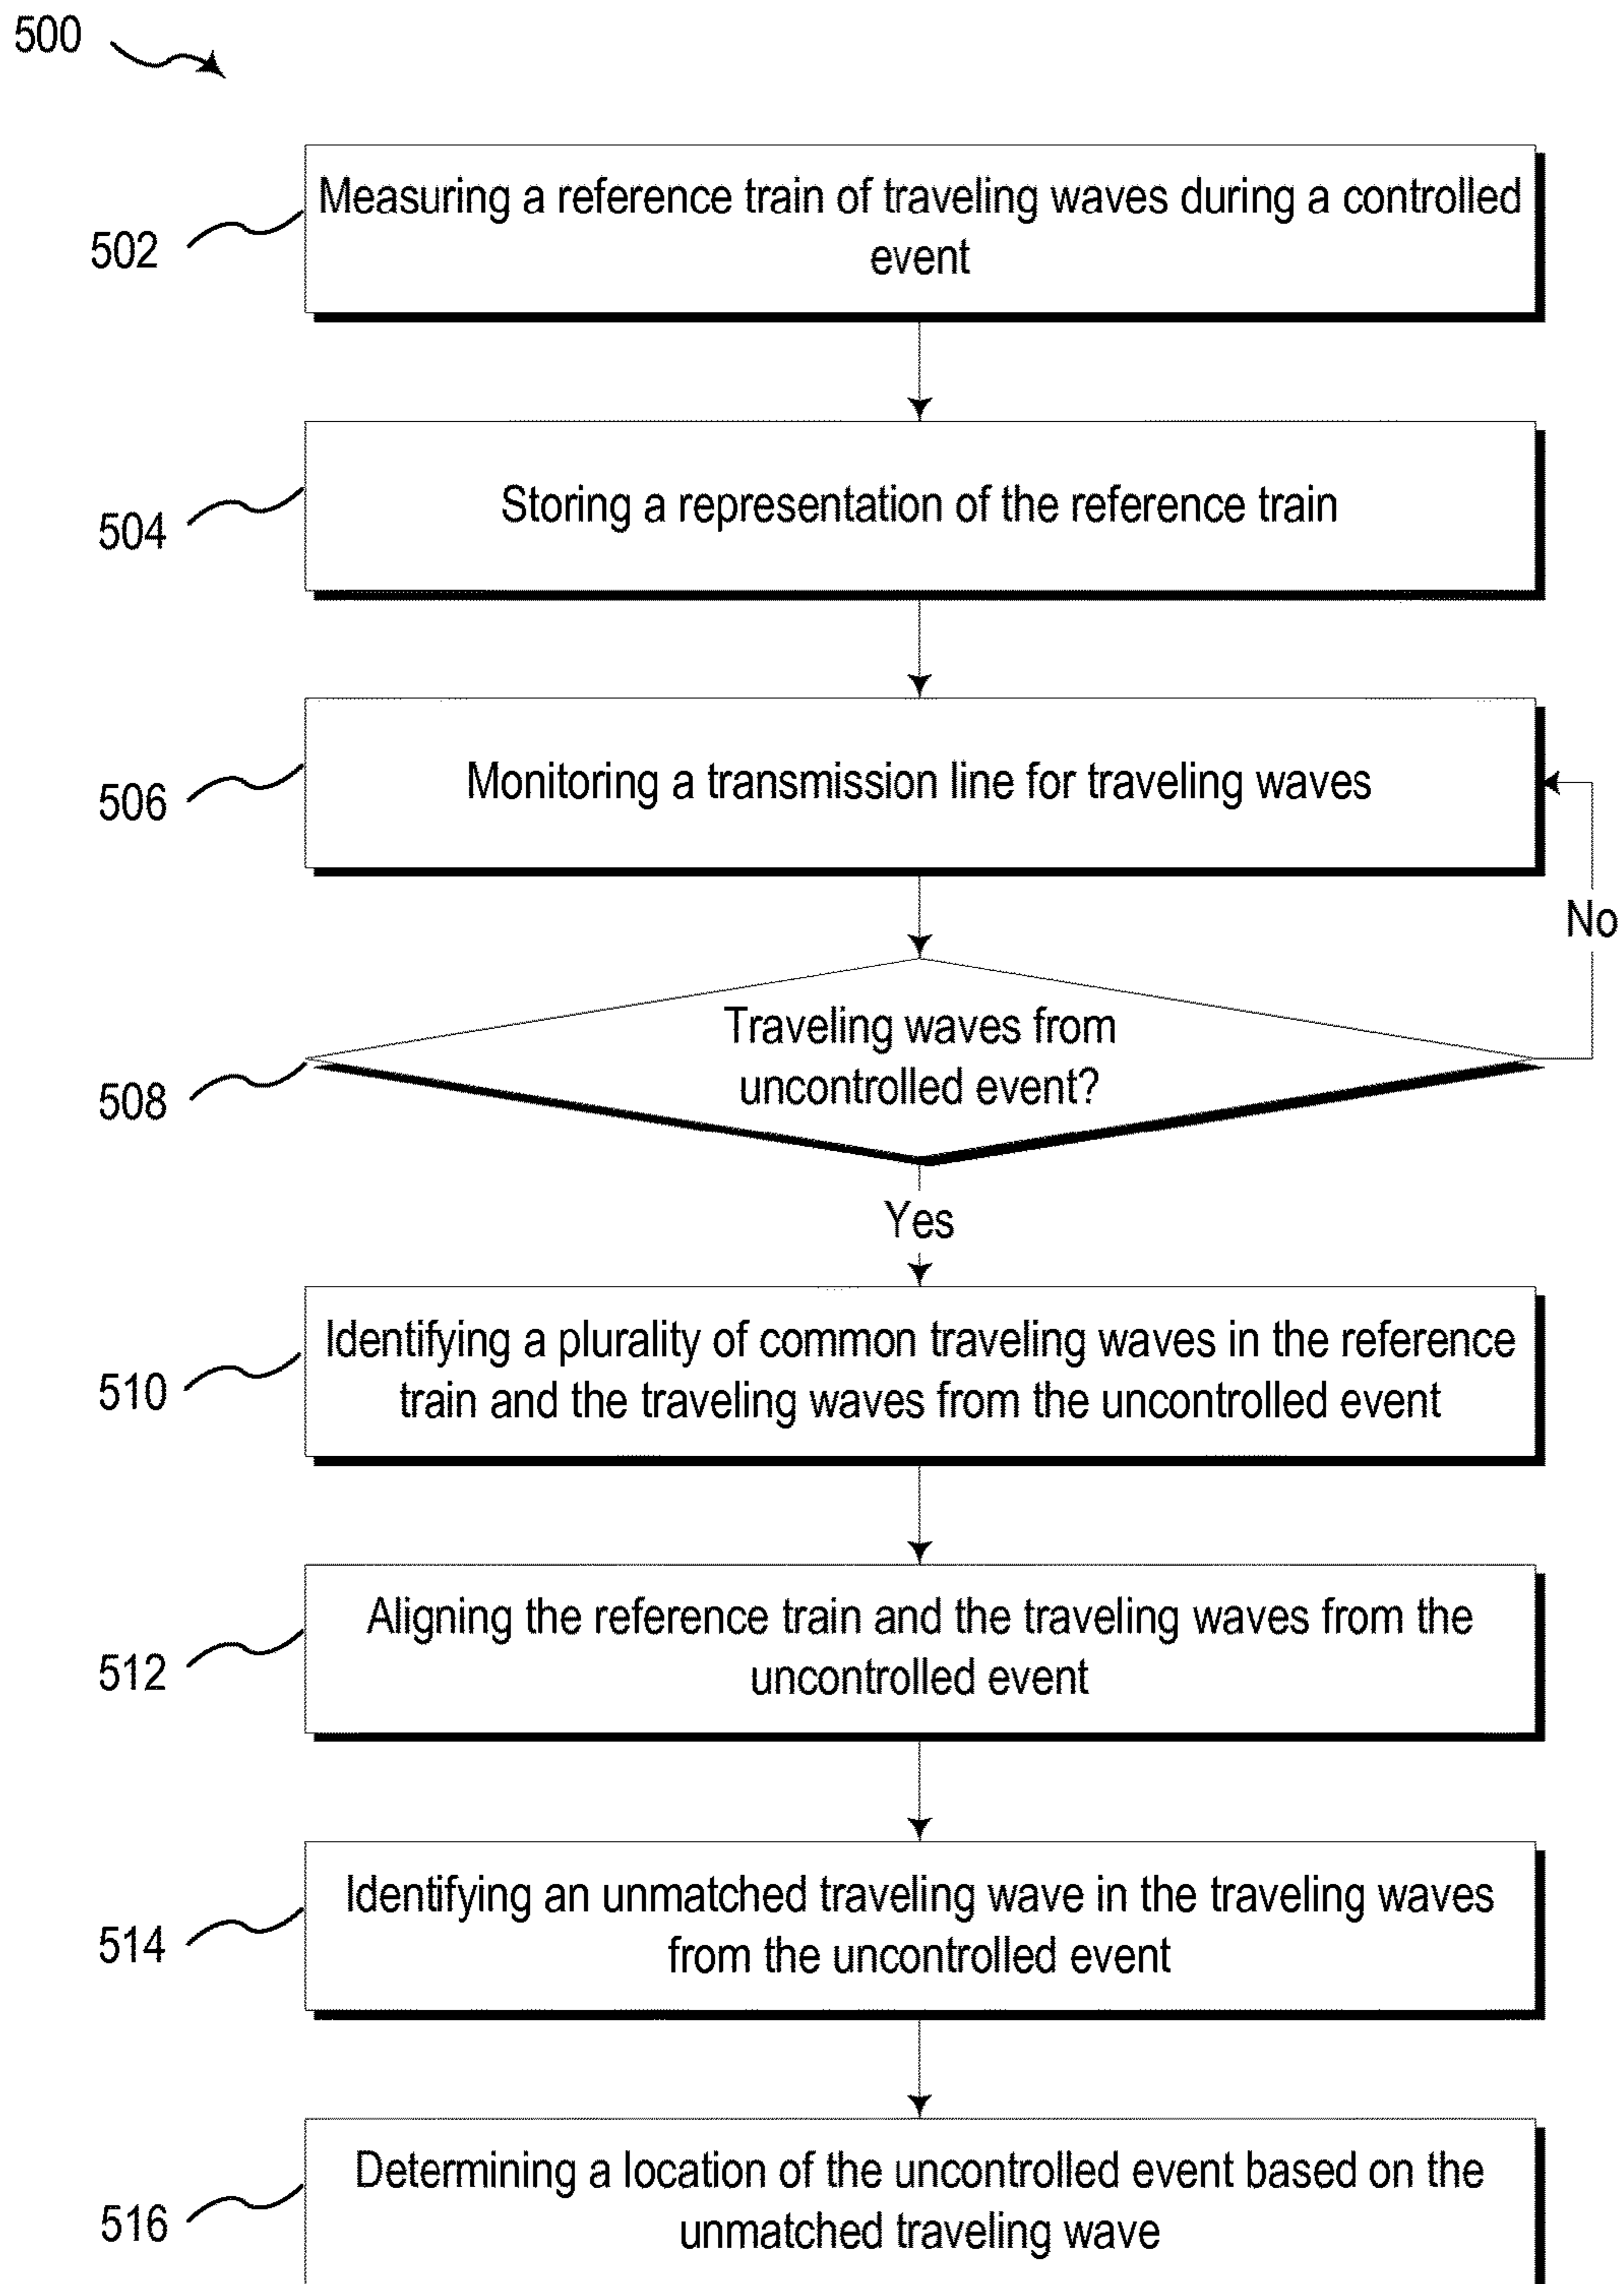 500
Measuring a reference train of traveling waves during a controlled
event
502
Storing a representation of the reference train
504
Monitoring a transmission line for traveling waves
506
No
Traveling waves from
uncontrolled event?
508
Yes
Identifying a plurality of common traveling waves in the reference
train and the traveling waves from the uncontrolled event
510
Aligning the reference train and the traveling waves from the
uncontrolled event
512
Identifying an unmatched traveling wave in the traveling waves
from the uncontrolled event
514
Determining a location of the uncontrolled event based on the
unmatched traveling wave
516